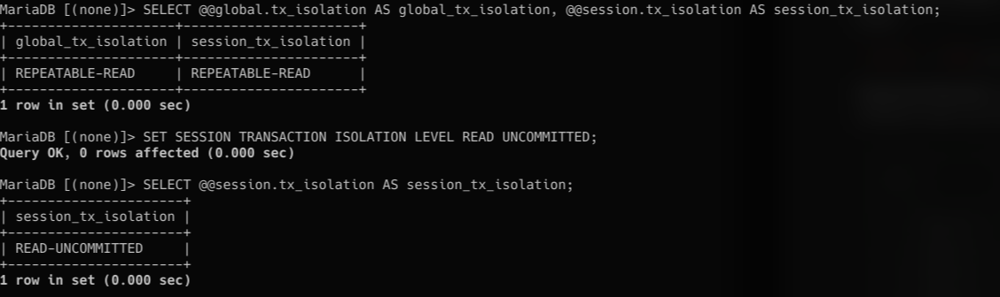 MariaDB [(none)]> SELECT @@global.tx_isolation AS global_tx_isolation, @@session.tx_isolation AS session_tx_isolation;
+---------------------+----------------------+
| global_tx_isolation | session_tx_isolation |
+---------------------+----------------------+
| REPEATABLE-READ     | REPEATABLE-READ      |
+---------------------+----------------------+
1 row in set (0.000 sec)

MariaDB [(none)]> SET SESSION TRANSACTION ISOLATION LEVEL READ UNCOMMITTED;
Query OK, 0 rows affected (0.000 sec)

MariaDB [(none)]> SELECT @@session.tx_isolation AS session_tx_isolation;
+----------------------+
| session_tx_isolation |
+----------------------+
| READ-UNCOMMITTED     |
+----------------------+
1 row in set (0.000 sec)